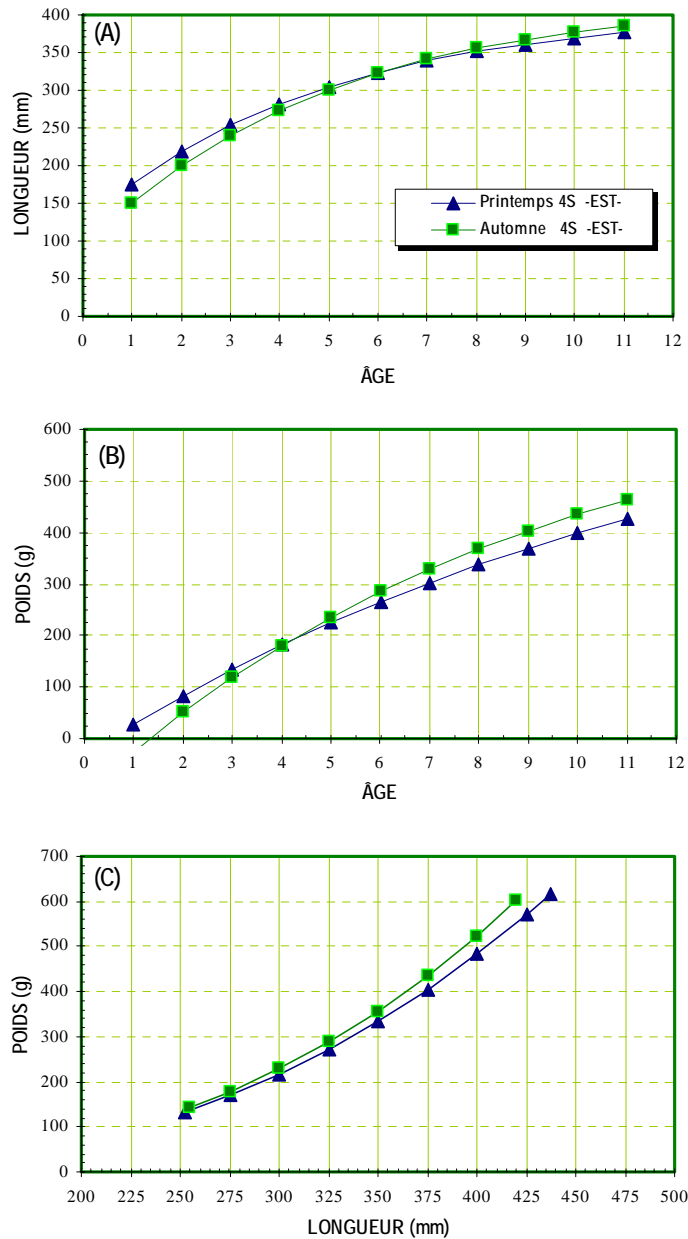 (A)
400
350
300
250
200
150
100
50
0
LONGUEUR (mm)
Printemps 4S -EST-
Automne 4S -EST-
0 1 2 3 4 5 6 7 8 9 10 11 12
ÂGE
(B)
600
500
400
300
200
100
0
POIDS (g)
0 1 2 3 4 5 6 7 8 9 10 11 12
ÂGE
(C)
700
600
500
400
300
200
100
0
POIDS (g)
200 225 250 275 300 325 350 375 400 425 450 475 500
LONGUEUR (mm)